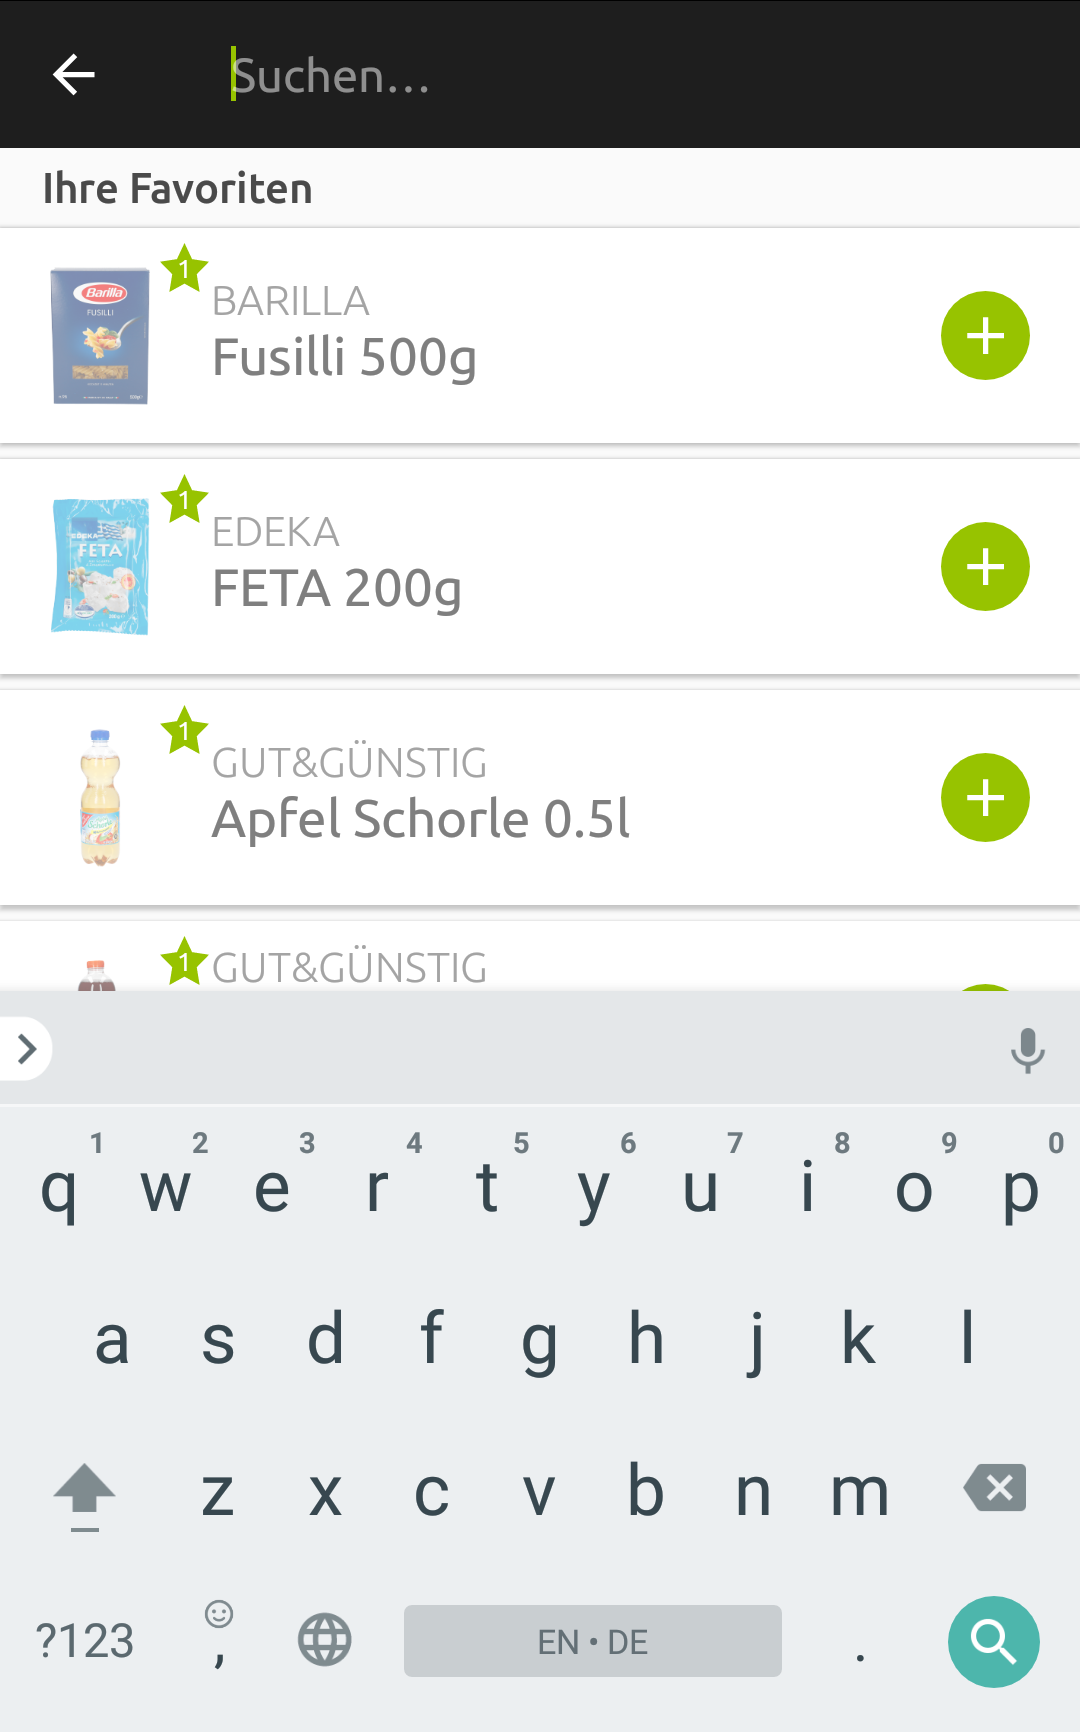 Suchen...
Ihre Favoriten
1
BARILLA
Fusilli 500g
Barilla
FUSILLI
1
EDEKA
FETA 200g
EDEKA
FETA
1
GUT&GÜNSTIG
Apfel Schorle 0.5l
Schorle
1
GUT&GÜNSTIG
1 2 3 4 5 6 7 8 9 0
q w e r t y u i o p
a s d f g h j k l
z x c v b n m
?123 , EN • DE .